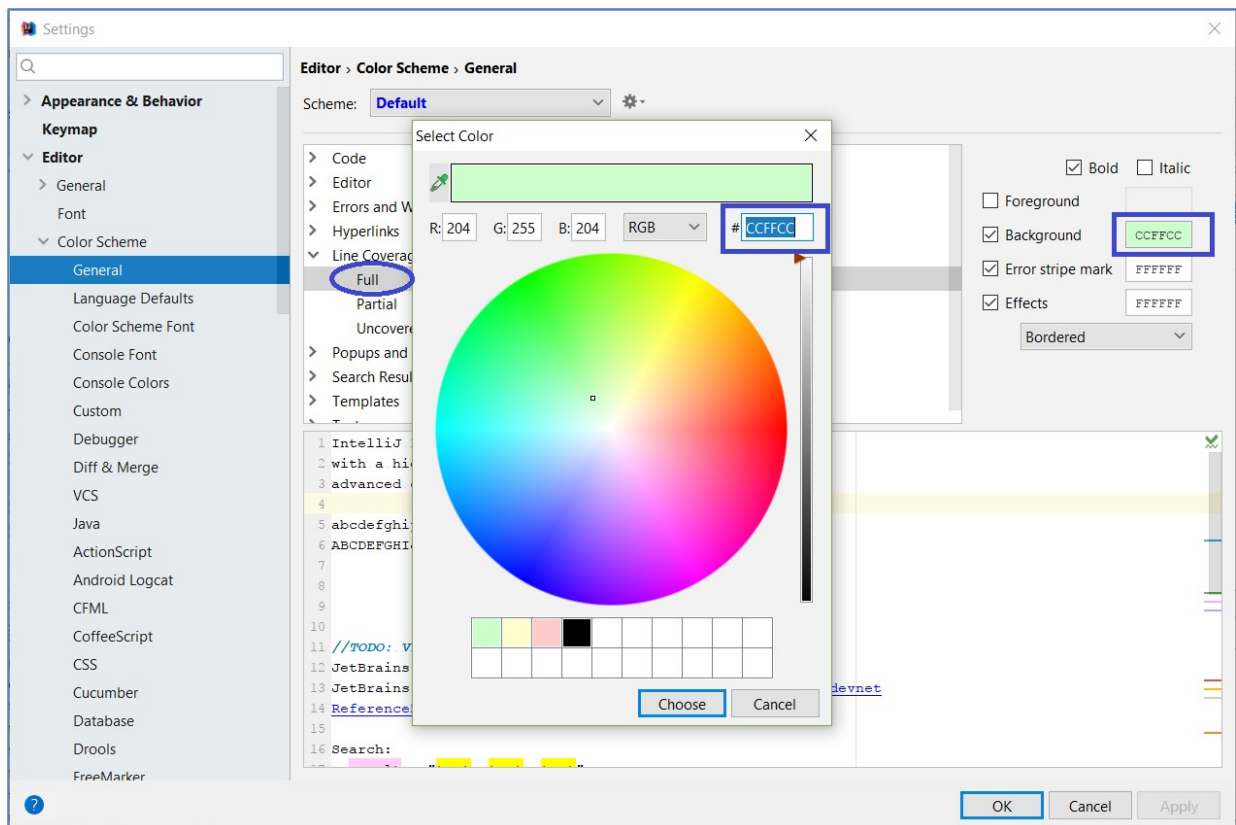 Settings
Editor › Color Scheme › General
Appearance & Behavior
Keymap
Editor
General
Font
Color Scheme
General
Language Defaults
Color Scheme Font
Console Font
Console Colors
Custom
Debugger
Diff & Merge
VCS
Java
ActionScript
Android Logcat
CFML
CoffeeScript
CSS
Cucumber
Database
Drools
FreeMarker
Scheme: Default
Code
Editor
Errors and W
Hyperlinks
Line Coverag
Full
Partial
Uncovere
Popups and
Search Resul
Templates
Select Color
R: 204 G: 255 B: 204 RGB # CCFFCC
Choose Cancel
Bold Italic
Foreground
Background CCFFCC
Error stripe mark FFFFFF
Effects FFFFFF
Bordered
1 IntelliJ
2 with a hi
3 advanced
4
5 abcdefghi
6 ABCDEFGHI
7
8
9
10
11 //TODO: V
12 JetBrains
13 JetBrains devnet
14 Reference
15
16 Search:
? OK Cancel Apply